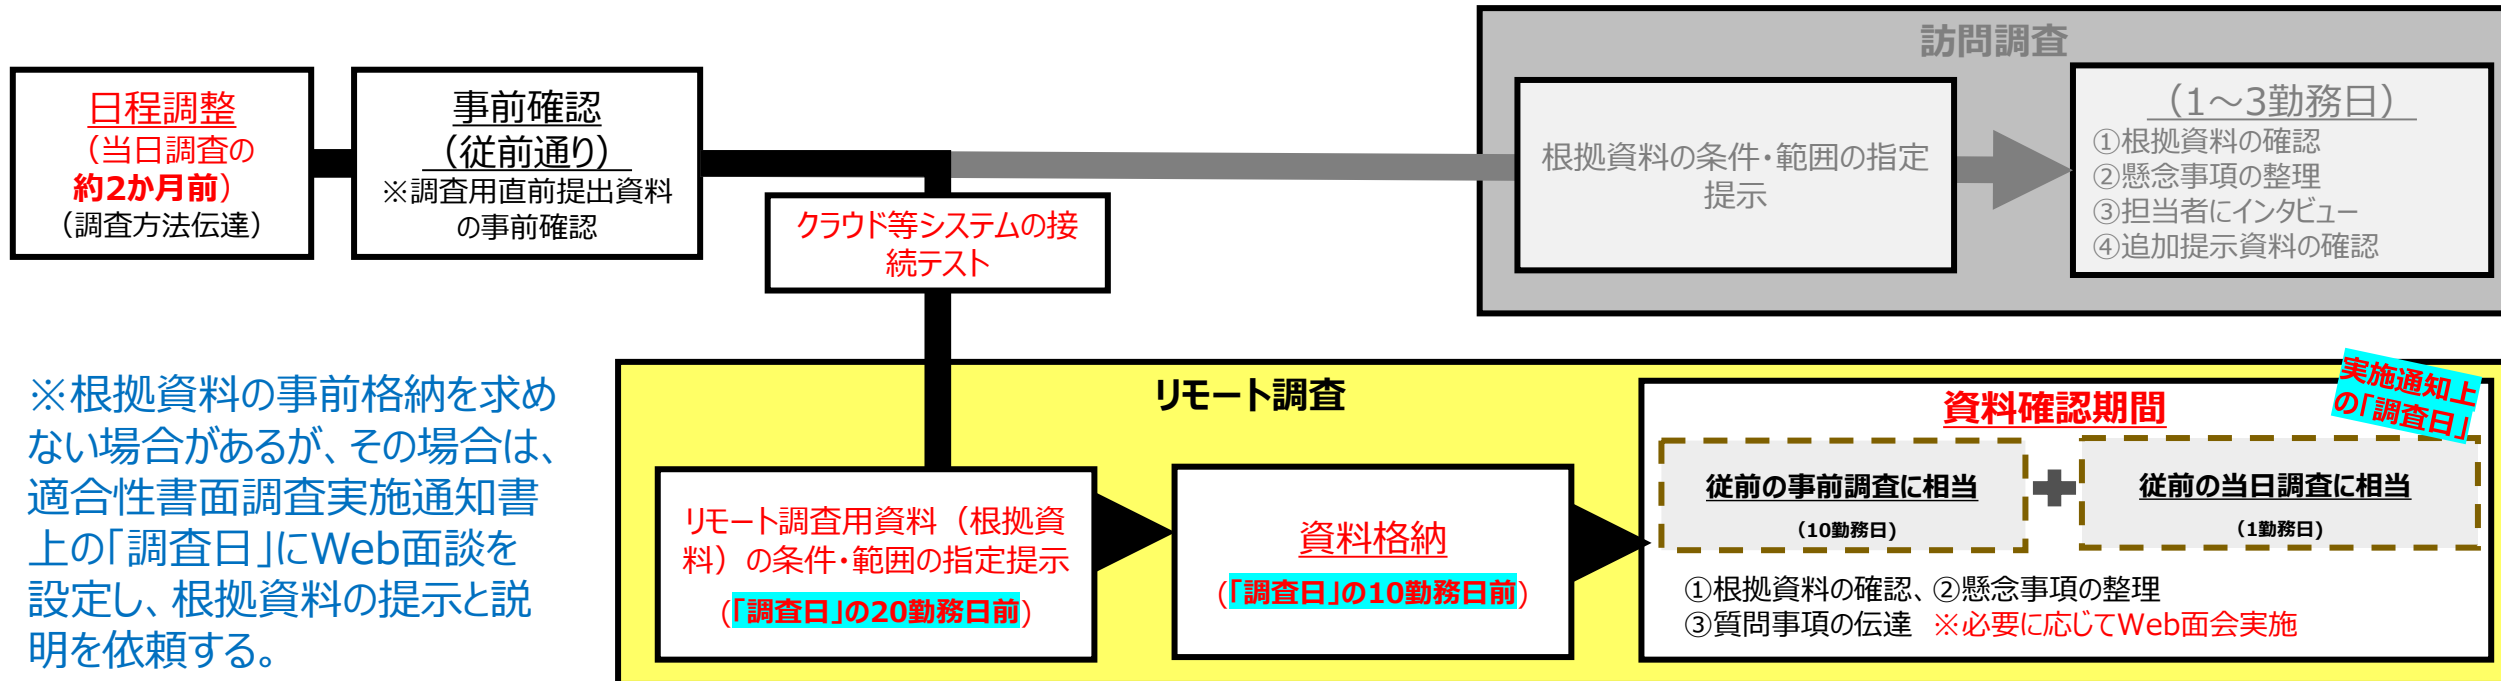 日程調整
（当日調査の
約2か月前）
（調査方法伝達）
事前確認
（従前通り）
※調査用直前提出資料
の事前確認
クラウド等システムの接
続テスト
訪問調査
根拠資料の条件・範囲の指定
提示
（1～3勤務日）
①根拠資料の確認
②懸念事項の整理
③担当者にインタビュー
④追加提示資料の確認
※根拠資料の事前格納を求め
ない場合があるが、その場合は、
適合性書面調査実施通知書
上の「調査日」にWeb面談を
設定し、根拠資料の提示と説
明を依頼する。
リモート調査
リモート調査用資料（根拠資
料）の条件・範囲の指定提示
(「調査日」の20勤務日前)
資料格納
(「調査日」の10勤務日前)
資料確認期間
実施通知上
の「調査日」
従前の事前調査に相当
（10勤務日）
従前の当日調査に相当
（1勤務日）
①根拠資料の確認、②懸念事項の整理
③質問事項の伝達 ※必要に応じてWeb面会実施